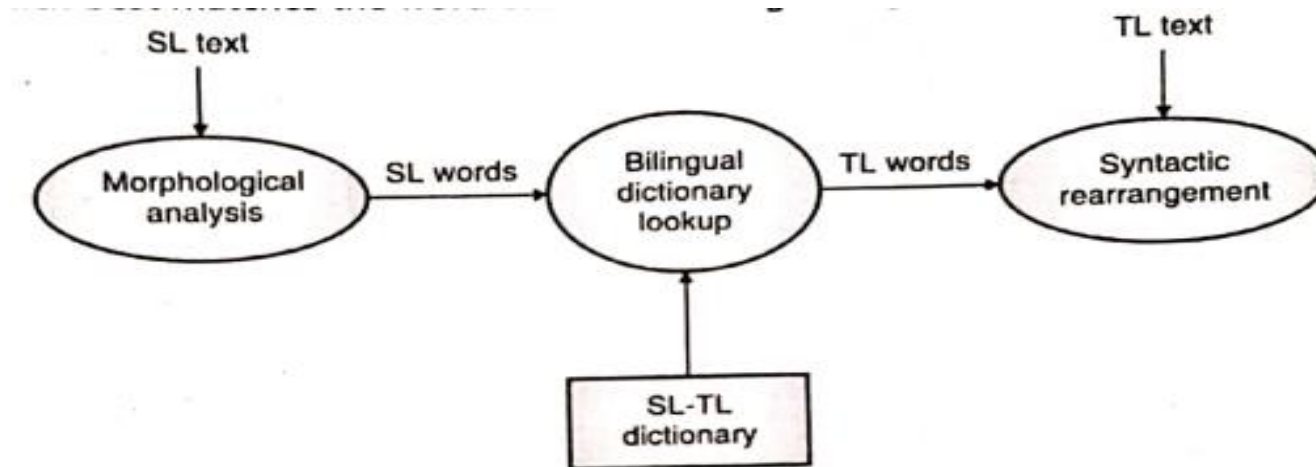 SL text
TL text
Morphological
analysis
SL words
Bilingual
dictionary
lookup
TL words
Syntactic
rearrangement
SL-TL
dictionary